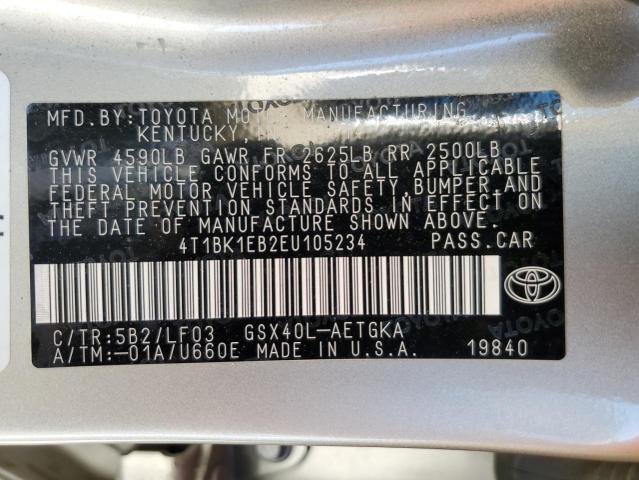 MFD.BY:TOYOTA MOTOR MANUFACTURING
KENTUCKY, INC.
GVWR 4590LB GAWR FR 2625LB RR 2500LB
THIS VEHICLE CONFORMS TO ALL APPLICABLE
FEDERAL MOTOR VEHICLE SAFETY, BUMPER, AND
THEFT PREVENTION STANDARDS IN EFFECT ON
THE DATE OF MANUFACTURE SHOWN ABOVE.
4T1BK1EB2EU105234 PASS.CAR
C/TR:5B2/LF03 GSX40L-AETGKA
A/TM:-01A/U660E MADE IN U.S.A. 19840